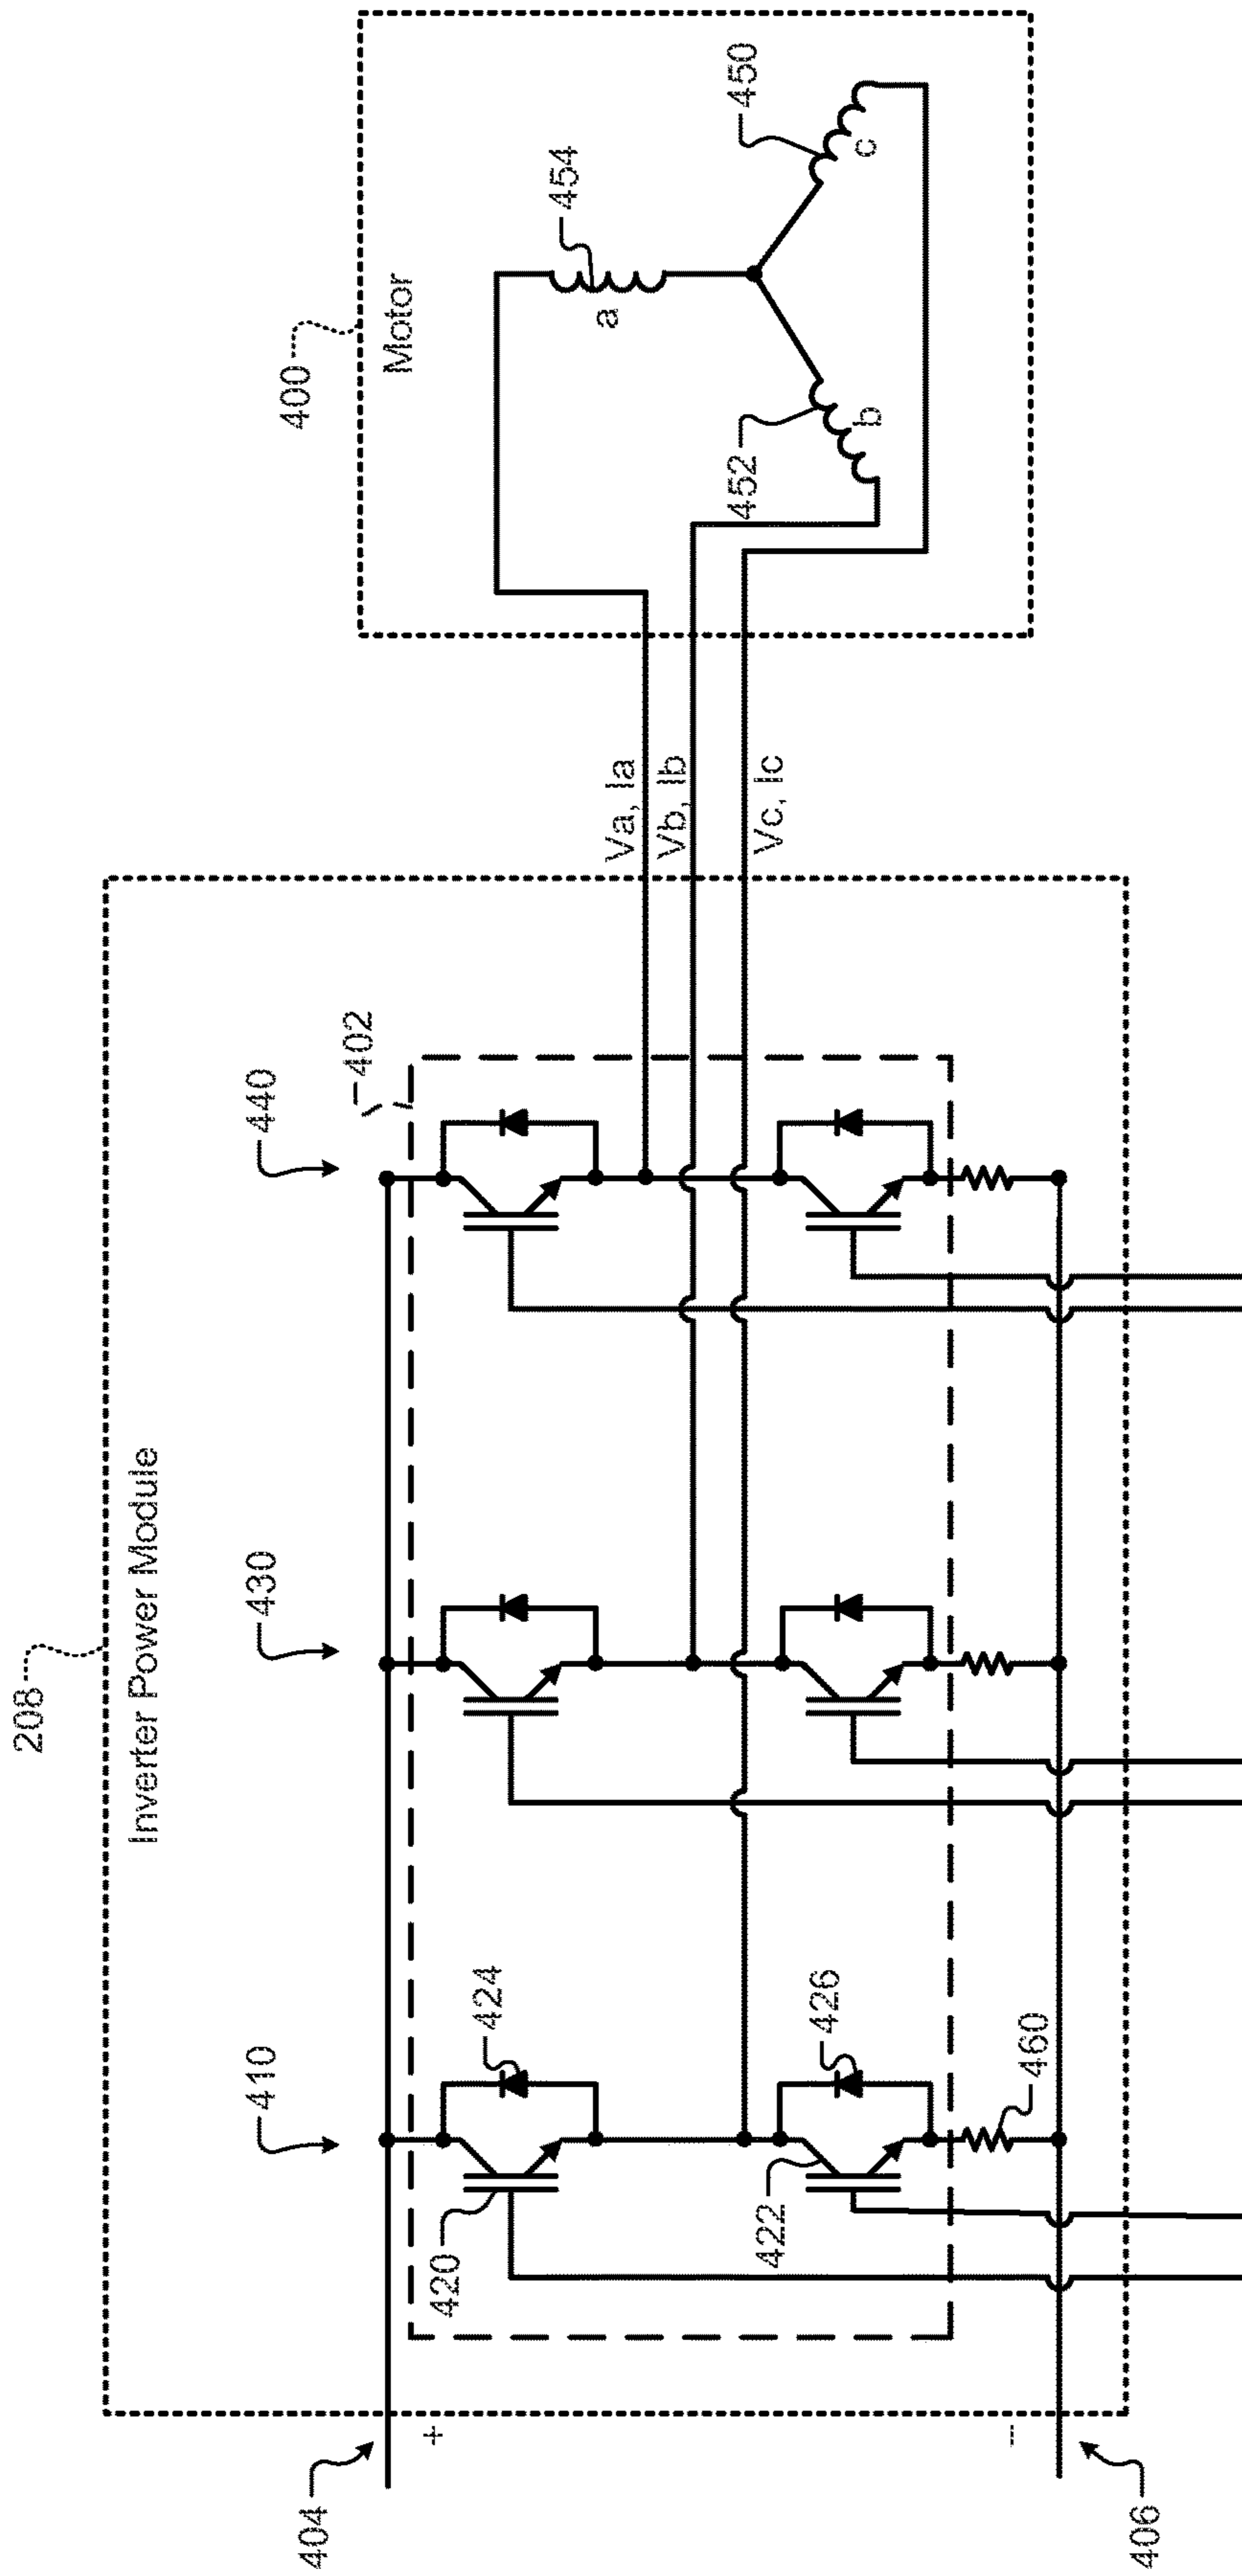 208
Inverter Power Module
400
Motor
410
430
440
402
404
+
420
424
454
a
Va, Ia
Vb, Ib
Vc, Ic
452
b
450
c
422
426
460
--
406